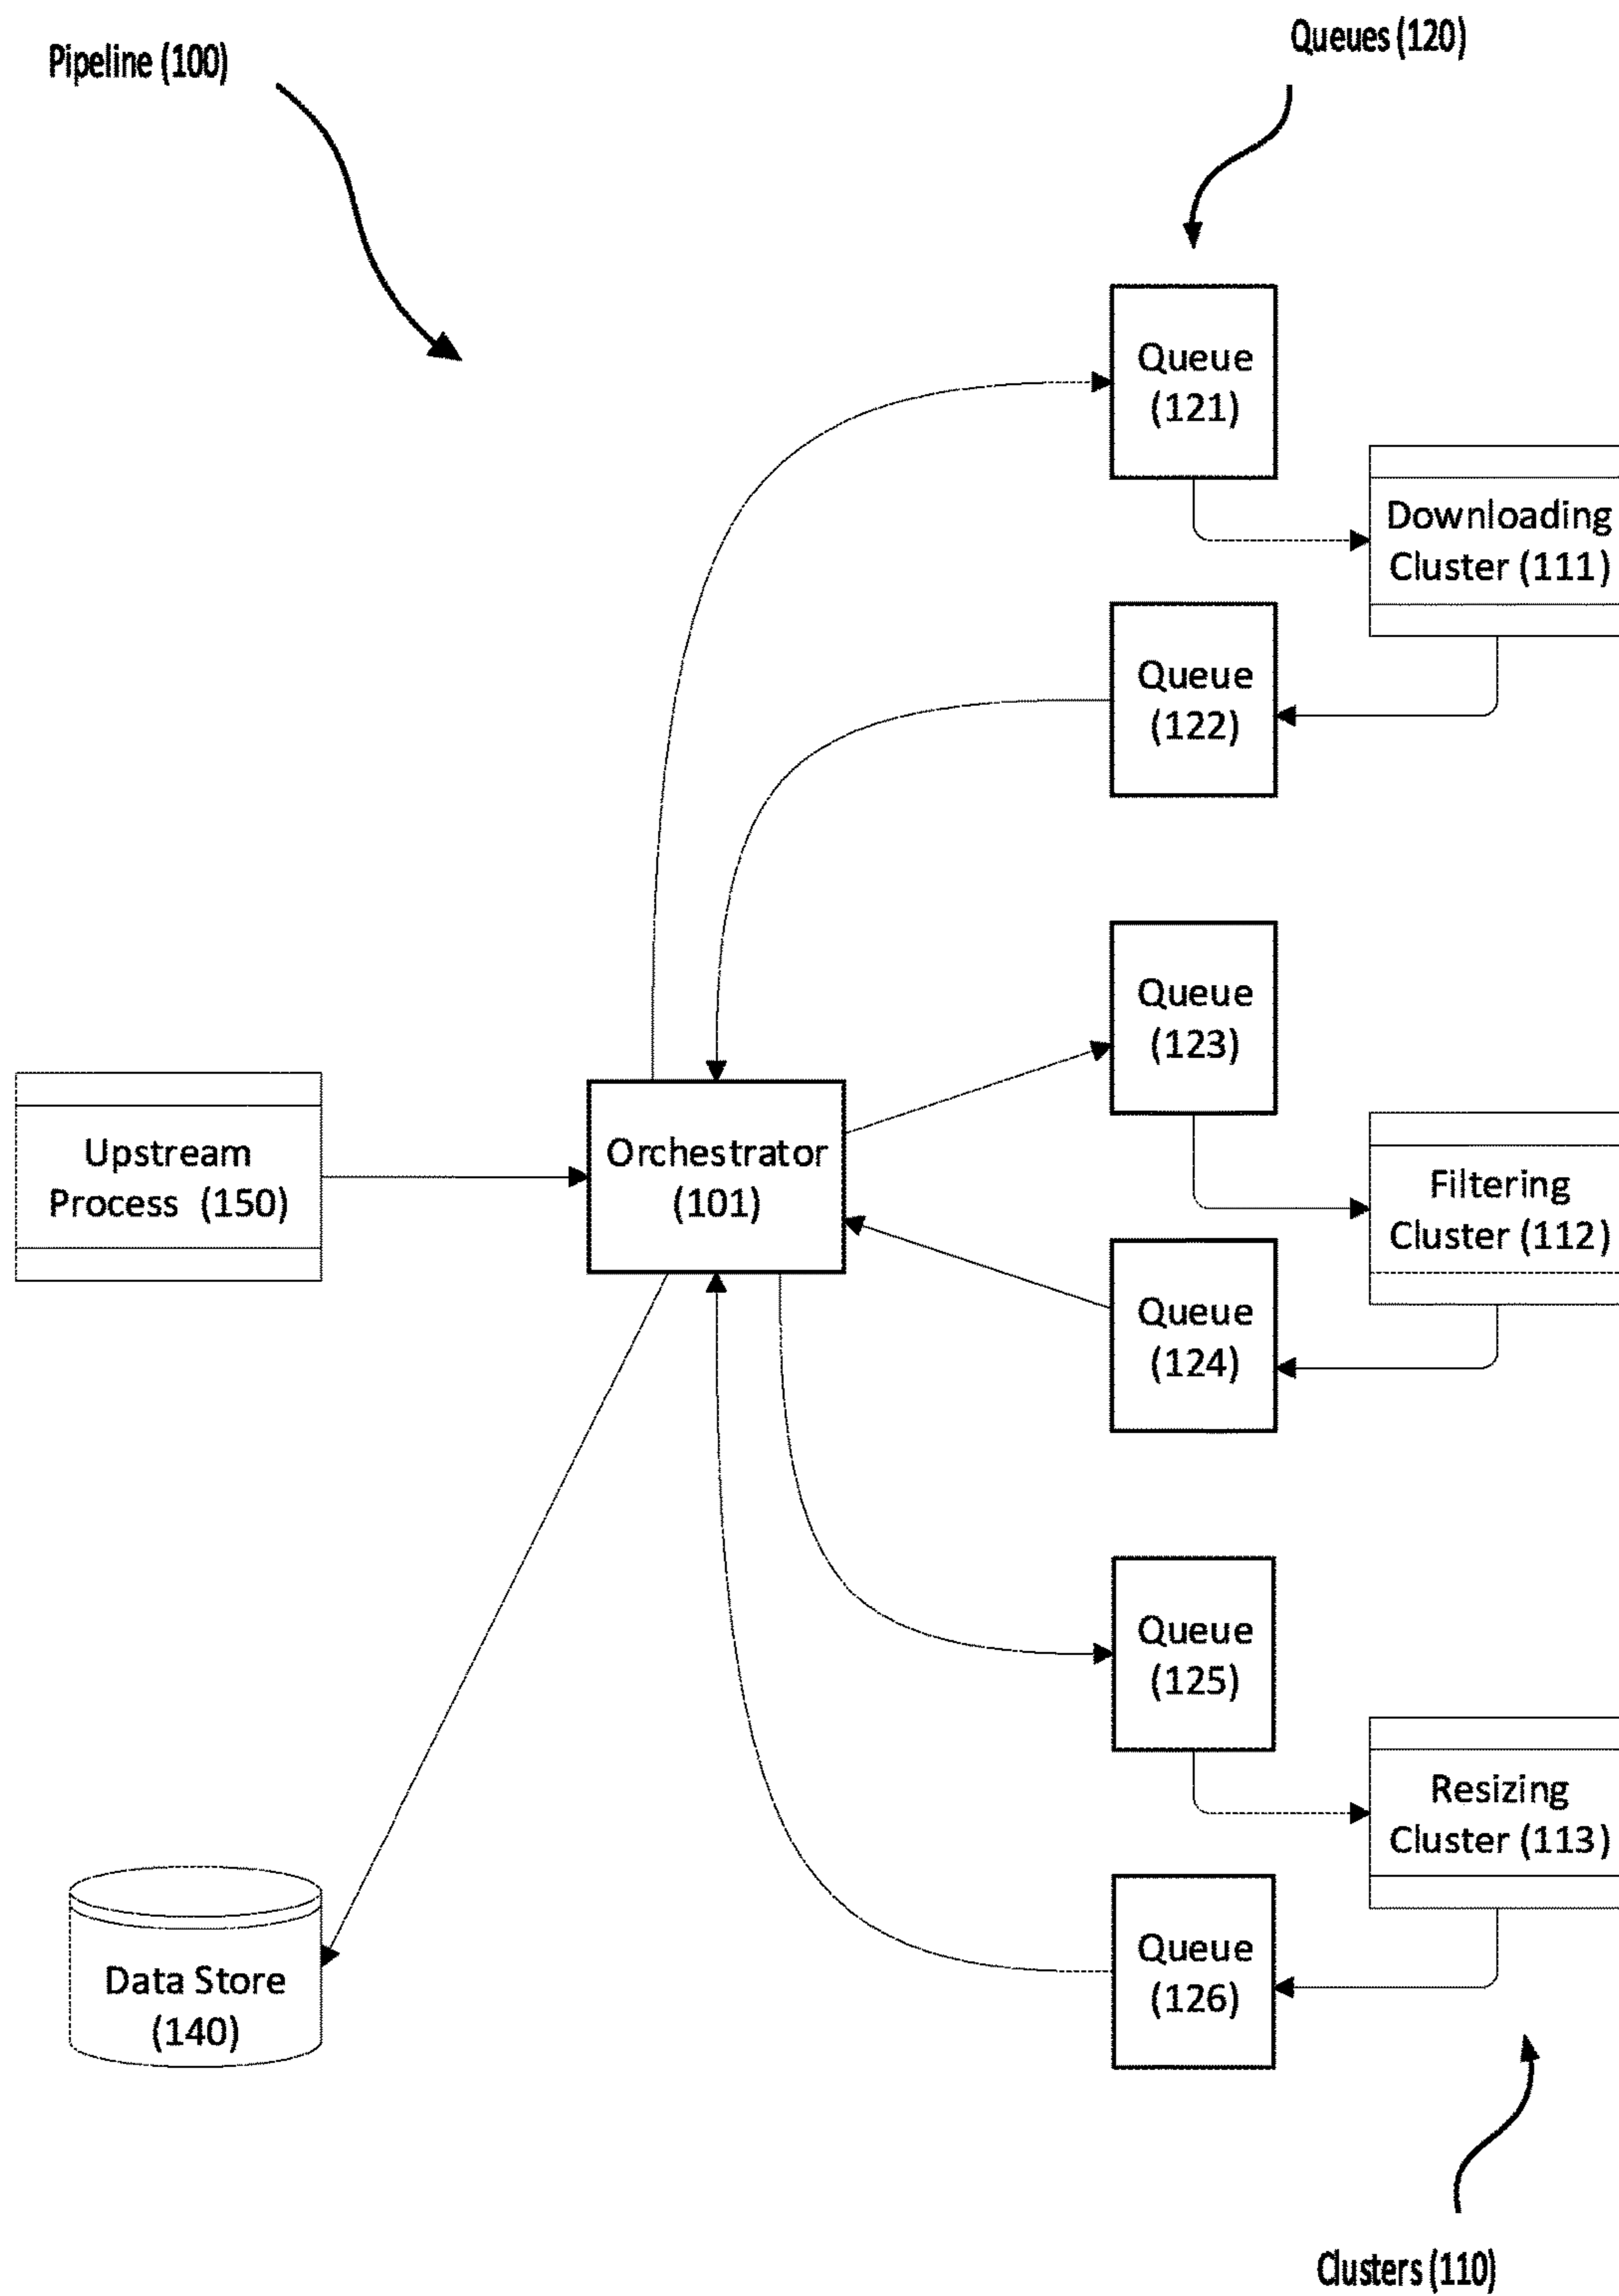 Pipeline (100)
Queues (120)
Queue
(121)
Downloading
Cluster (111)
Queue
(122)
Queue
(123)
Upstream
Process (150)
Orchestrator
(101)
Filtering
Cluster (112)
Queue
(124)
Queue
(125)
Resizing
Cluster (113)
Queue
(126)
Data Store
(140)
Clusters (110)